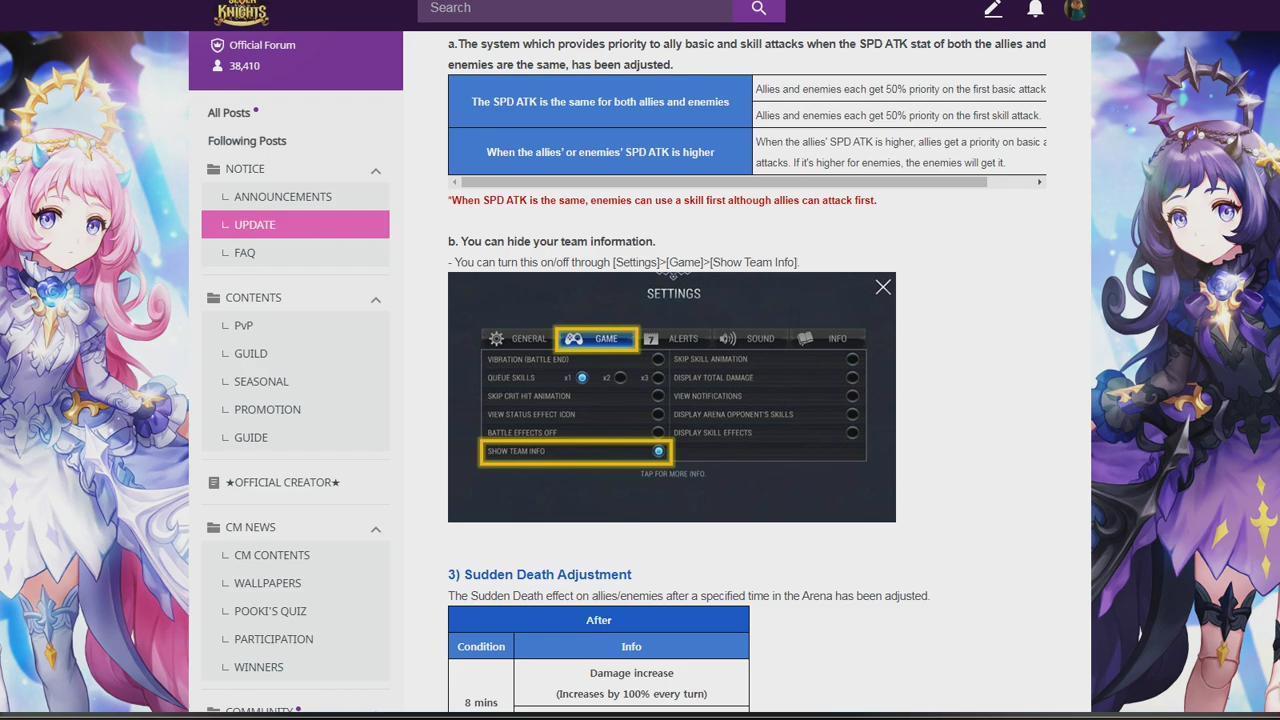 SEVEN
KNIGHTS
Search
Official Forum
38,410
All Posts
Following Posts
NOTICE
ANNOUNCEMENTS
UPDATE
FAQ
CONTENTS
PvP
GUILD
SEASONAL
PROMOTION
GUIDE
★OFFICIAL CREATOR★
CM NEWS
CM CONTENTS
WALLPAPERS
POOKI'S QUIZ
PARTICIPATION
WINNERS
COMMUNITY
a.The system which provides priority to ally basic and skill attacks when the SPD ATK stat of both the allies and
enemies are the same, has been adjusted.
The SPD ATK is the same for both allies and enemies
Allies and enemies each get 50% priority on the first basic attack
Allies and enemies each get 50% priority on the first skill attack.
When the allies' or enemies' SPD ATK is higher
When the allies' SPD ATK is higher, allies get a priority on basic a
attacks. If it's higher for enemies, the enemies will get it.
*When SPD ATK is the same, enemies can use a skill first although allies can attack first.
b. You can hide your team information.
- You can turn this on/off through [Settings]>[Game]>[Show Team Info].
SETTINGS
GENERAL
GAME
7 ALERTS
SOUND
INFO
VIBRATION (BATTLE END)
SKIP SKILL ANIMATION
QUEUE SKILLS x1 x2 x3
DISPLAY TOTAL DAMAGE
SKIP CRIT HIT ANIMATION
VIEW NOTIFICATIONS
VIEW STATUS EFFECT ICON
DISPLAY ARENA OPPONENT'S SKILLS
BATTLE EFFECTS OFF
DISPLAY SKILL EFFECTS
SHOW TEAM INFO
TAP FOR MORE INFO.
3) Sudden Death Adjustment
The Sudden Death effect on allies/enemies after a specified time in the Arena has been adjusted.
After
Condition
Info
8 mins
Damage increase
(Increases by 100% every turn)